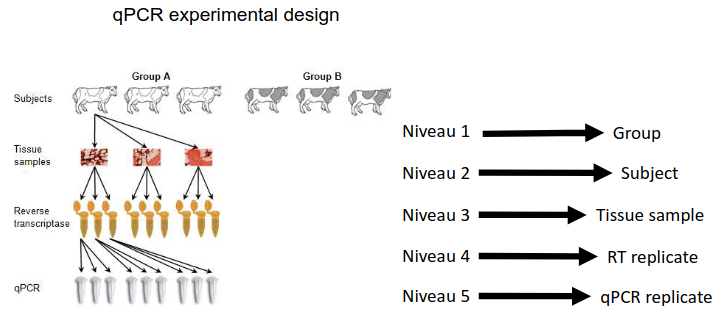 qPCR experimental design
Group A
Group B
Subjects
Tissue
samples
Reverse
transcriptase
qPCR
Niveau 1
Group
Niveau 2
Subject
Niveau 3
Tissue sample
Niveau 4
RT replicate
Niveau 5
qPCR replicate